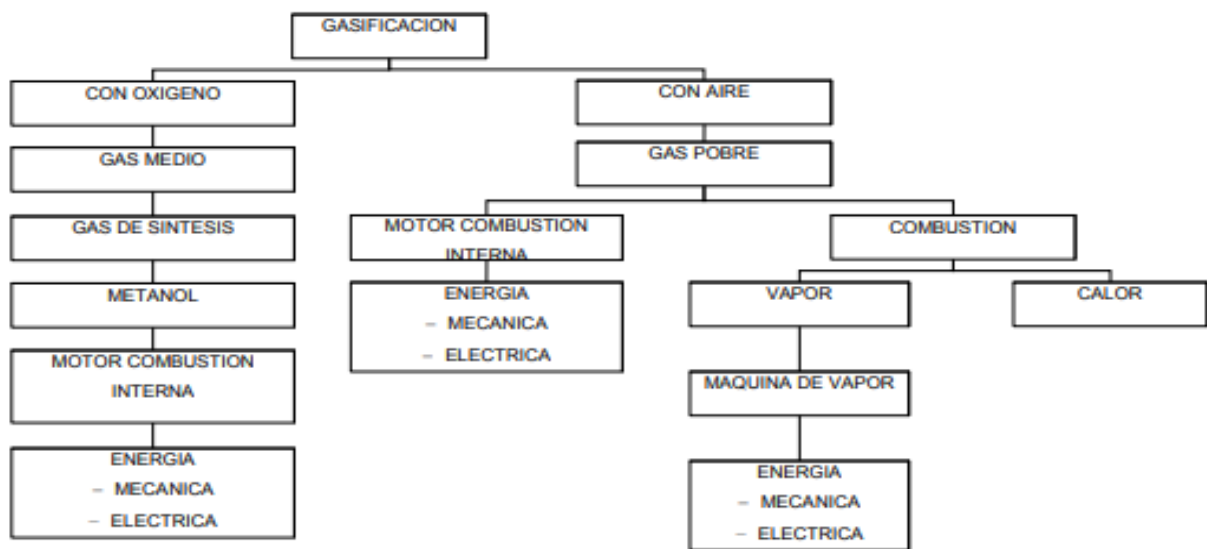 GASIFICACION
CON OXIGENO
CON AIRE
GAS MEDIO
GAS POBRE
GAS DE SINTESIS
MOTOR COMBUSTION
INTERNA
COMBUSTION
METANOL
ENERGIA
– MECANICA
– ELECTRICA
VAPOR
CALOR
MOTOR COMBUSTION
INTERNA
MAQUINA DE VAPOR
ENERGIA
– MECANICA
– ELECTRICA
ENERGIA
– MECANICA
– ELECTRICA